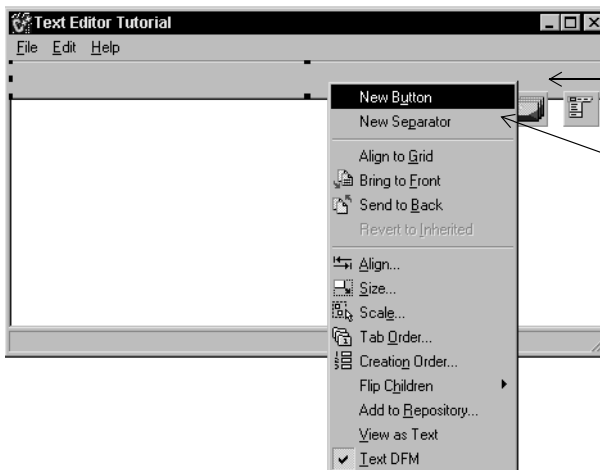 Text Editor Tutorial
File Edit Help
New Button
New Separator
Align to Grid
Bring to Front
Send to Back
Revert to Inherited
Align...
Size...
Scale...
Tab Order...
Creation Order...
Flip Children
Add to Repository...
View as Text
Text DFM